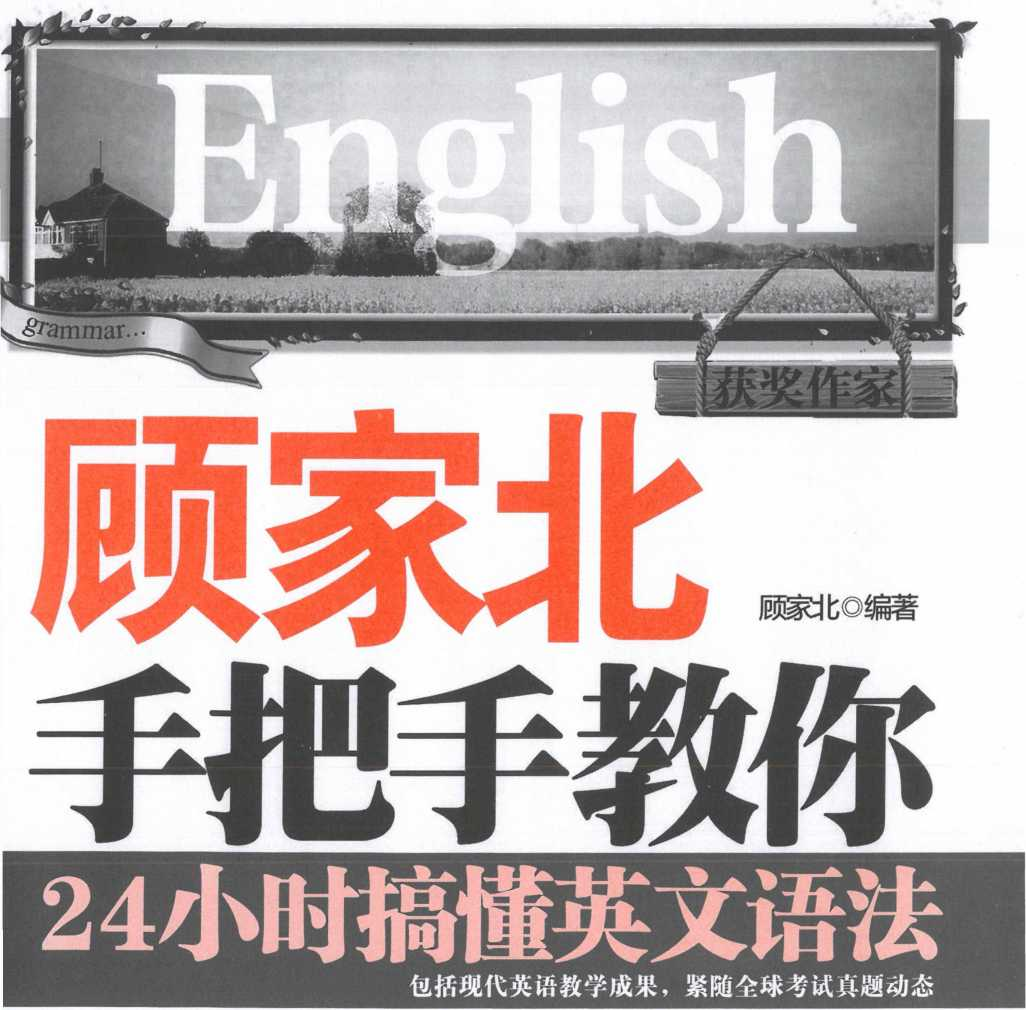 English
grammar...
获奖作家
顾家北
顾家北◎编著
手把手教你
24小时搞懂英文语法
包括现代英语教学成果，紧随全球考试真题动态